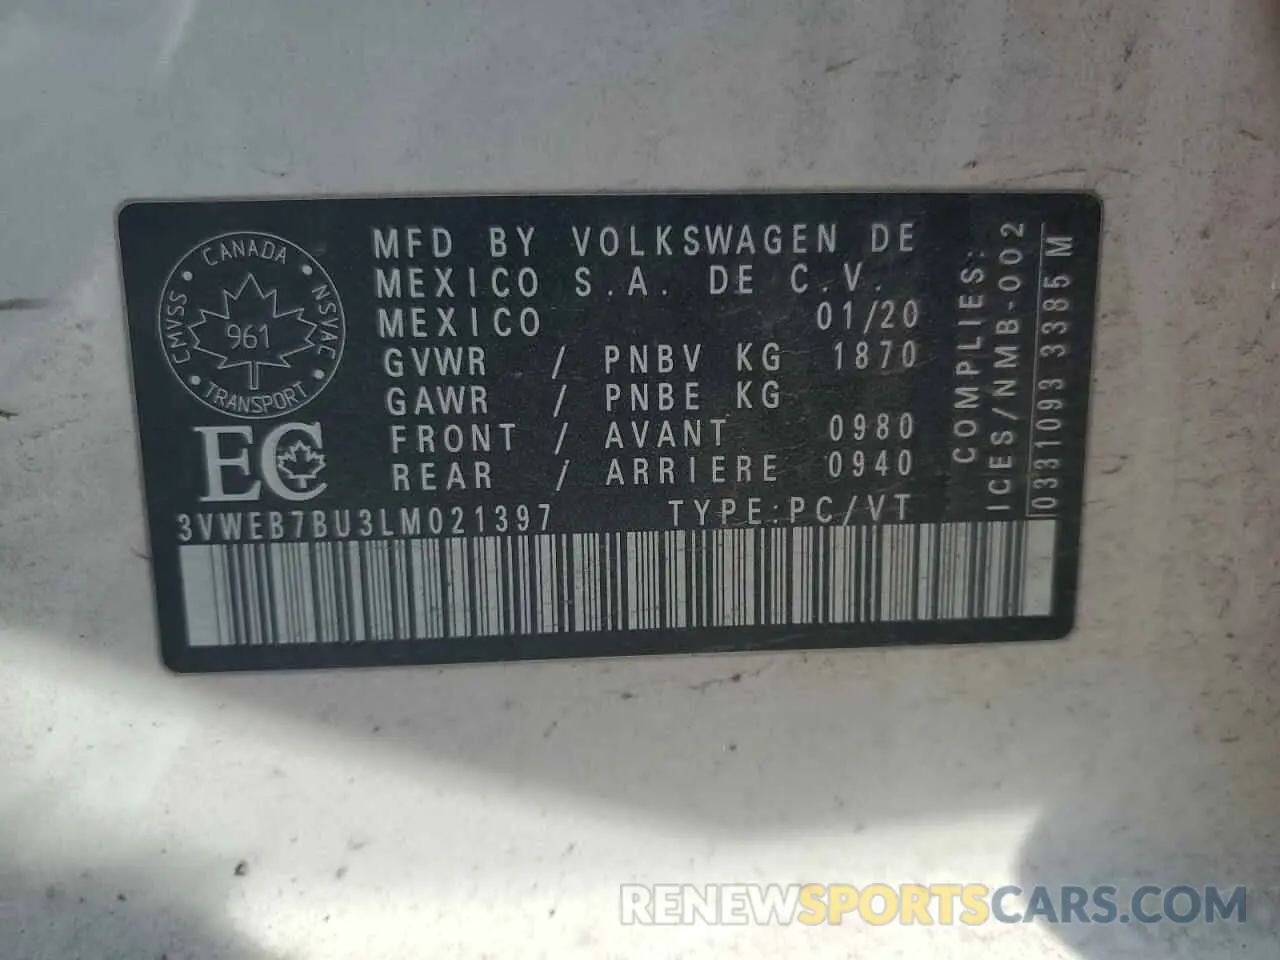 CANADA
CMVSS
NSVAC
961
TRANSPORT
EC
MFD BY VOLKSWAGEN DE
MEXICO S.A. DE C.V.
MEXICO 01/20
GVWR / PNBV KG 1870
GAWR / PNBE KG
FRONT / AVANT 0980
REAR / ARRIERE 0940
3VWEB7BU3LM021397 TYPE:PC/VT
COMPLIES:
ICES/NMB-002
0331093 3385 M
RENEWSPORTSCARS.COM